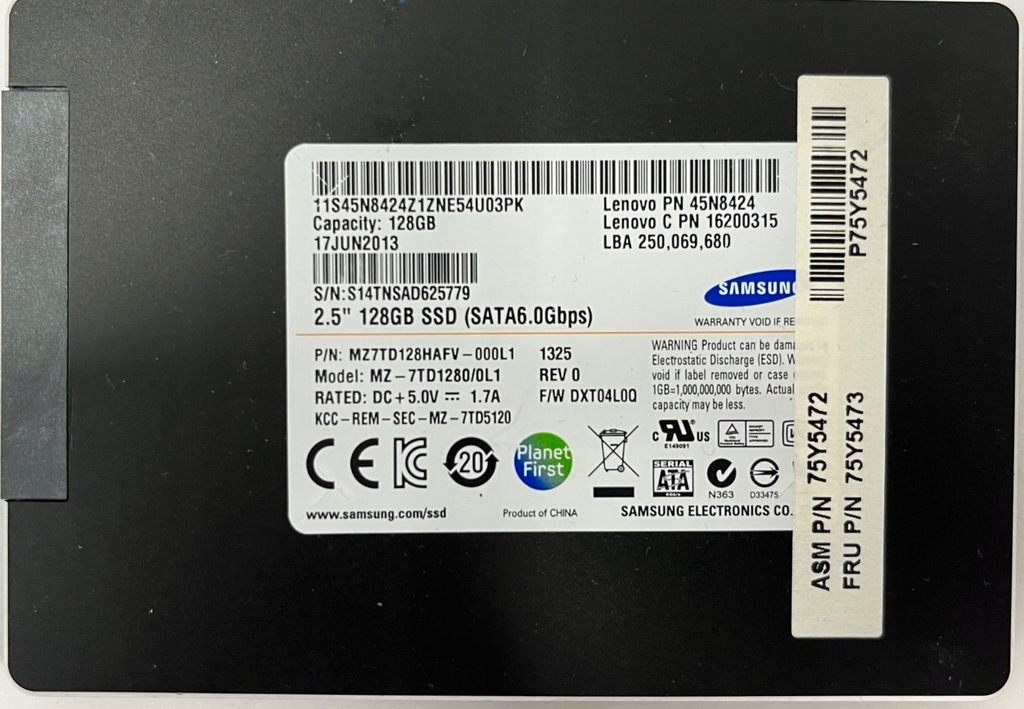 11S45N8424Z1ZNE54U03PK
Capacity: 128GB
17JUN2013
Lenovo PN 45N8424
Lenovo C PN 16200315
LBA 250,069,680
S/N:S14TNSAD625779
2.5" 128GB SSD (SATA6.0Gbps)
SAMSUNG
WARRANTY VOID IF RE
P/N: MZ7TD128HAFV-000L1 1325
Model: MZ-7TD1280/0L1 REV 0
RATED: DC+5.0V ⎓ 1.7A F/W DXT04L0Q
KCC-REM-SEC-MZ-7TD5120
WARNING Product can be dama
Electrostatic Discharge (ESD). W
void if label removed or case
1GB=1,000,000,000 bytes. Actual
capacity may be less.
CE
20
Planet
First
c RU US
E149091
SERIAL
ATA
N363
D33475
www.samsung.com/ssd
Product of CHINA
SAMSUNG ELECTRONICS CO.,
P75Y5472
ASM P/N 75Y5472
FRU P/N 75Y5473